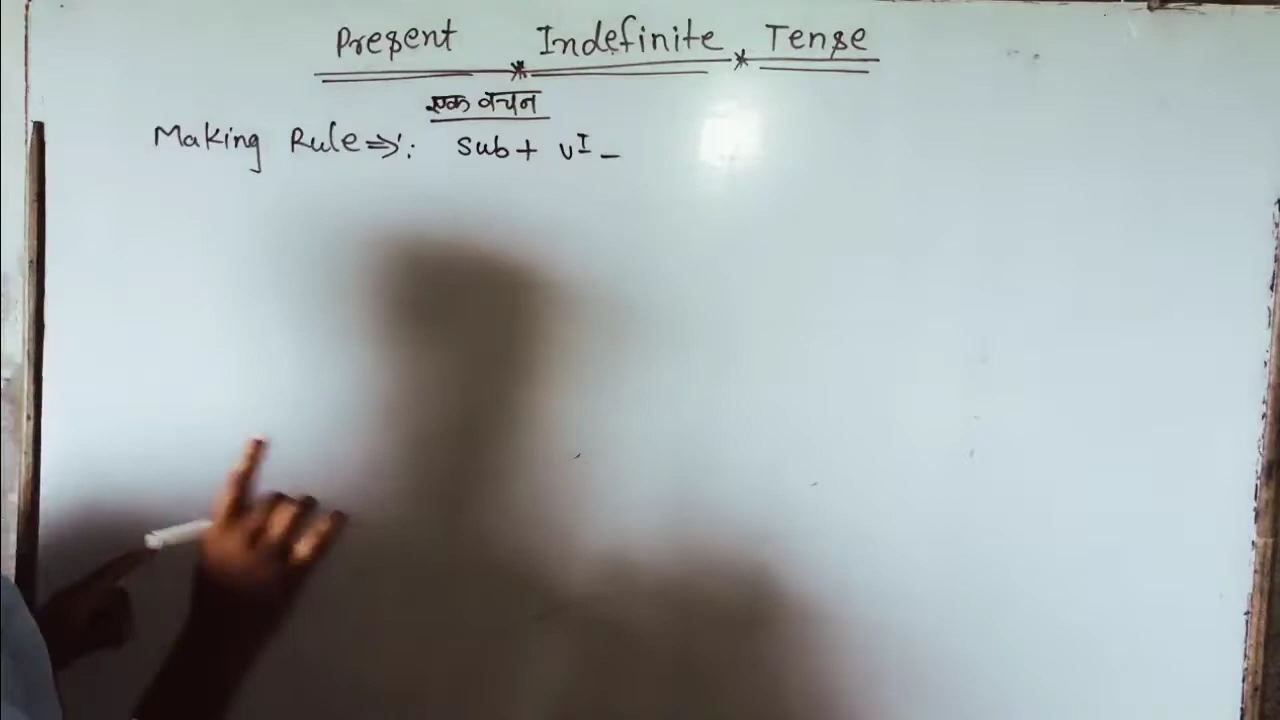 Present * Indefinite * Tense
एक वचन
Making Rule ⇒: Sub + vI -